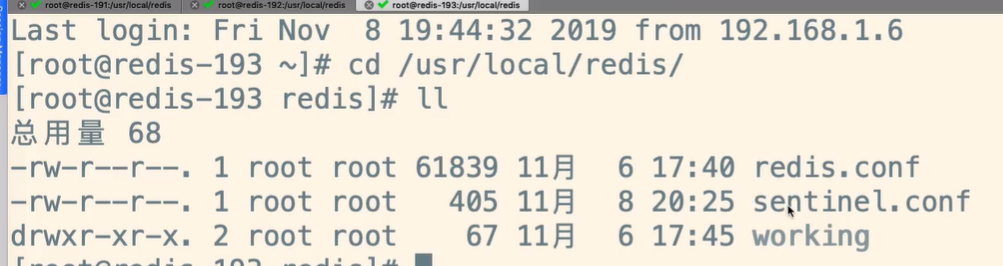 root@redis-191:/usr/local/redis root@redis-192:/usr/local/redis root@redis-193:/usr/local/redis
Last login: Fri Nov  8 19:44:32 2019 from 192.168.1.6
[root@redis-193 ~]# cd /usr/local/redis/
[root@redis-193 redis]# ll
总用量 68
-rw-r--r--. 1 root root 61839 11月   6 17:40 redis.conf
-rw-r--r--. 1 root root   405 11月   8 20:25 sentinel.conf
drwxr-xr-x. 2 root root    67 11月   6 17:45 working
[root@redis-193 redis]#